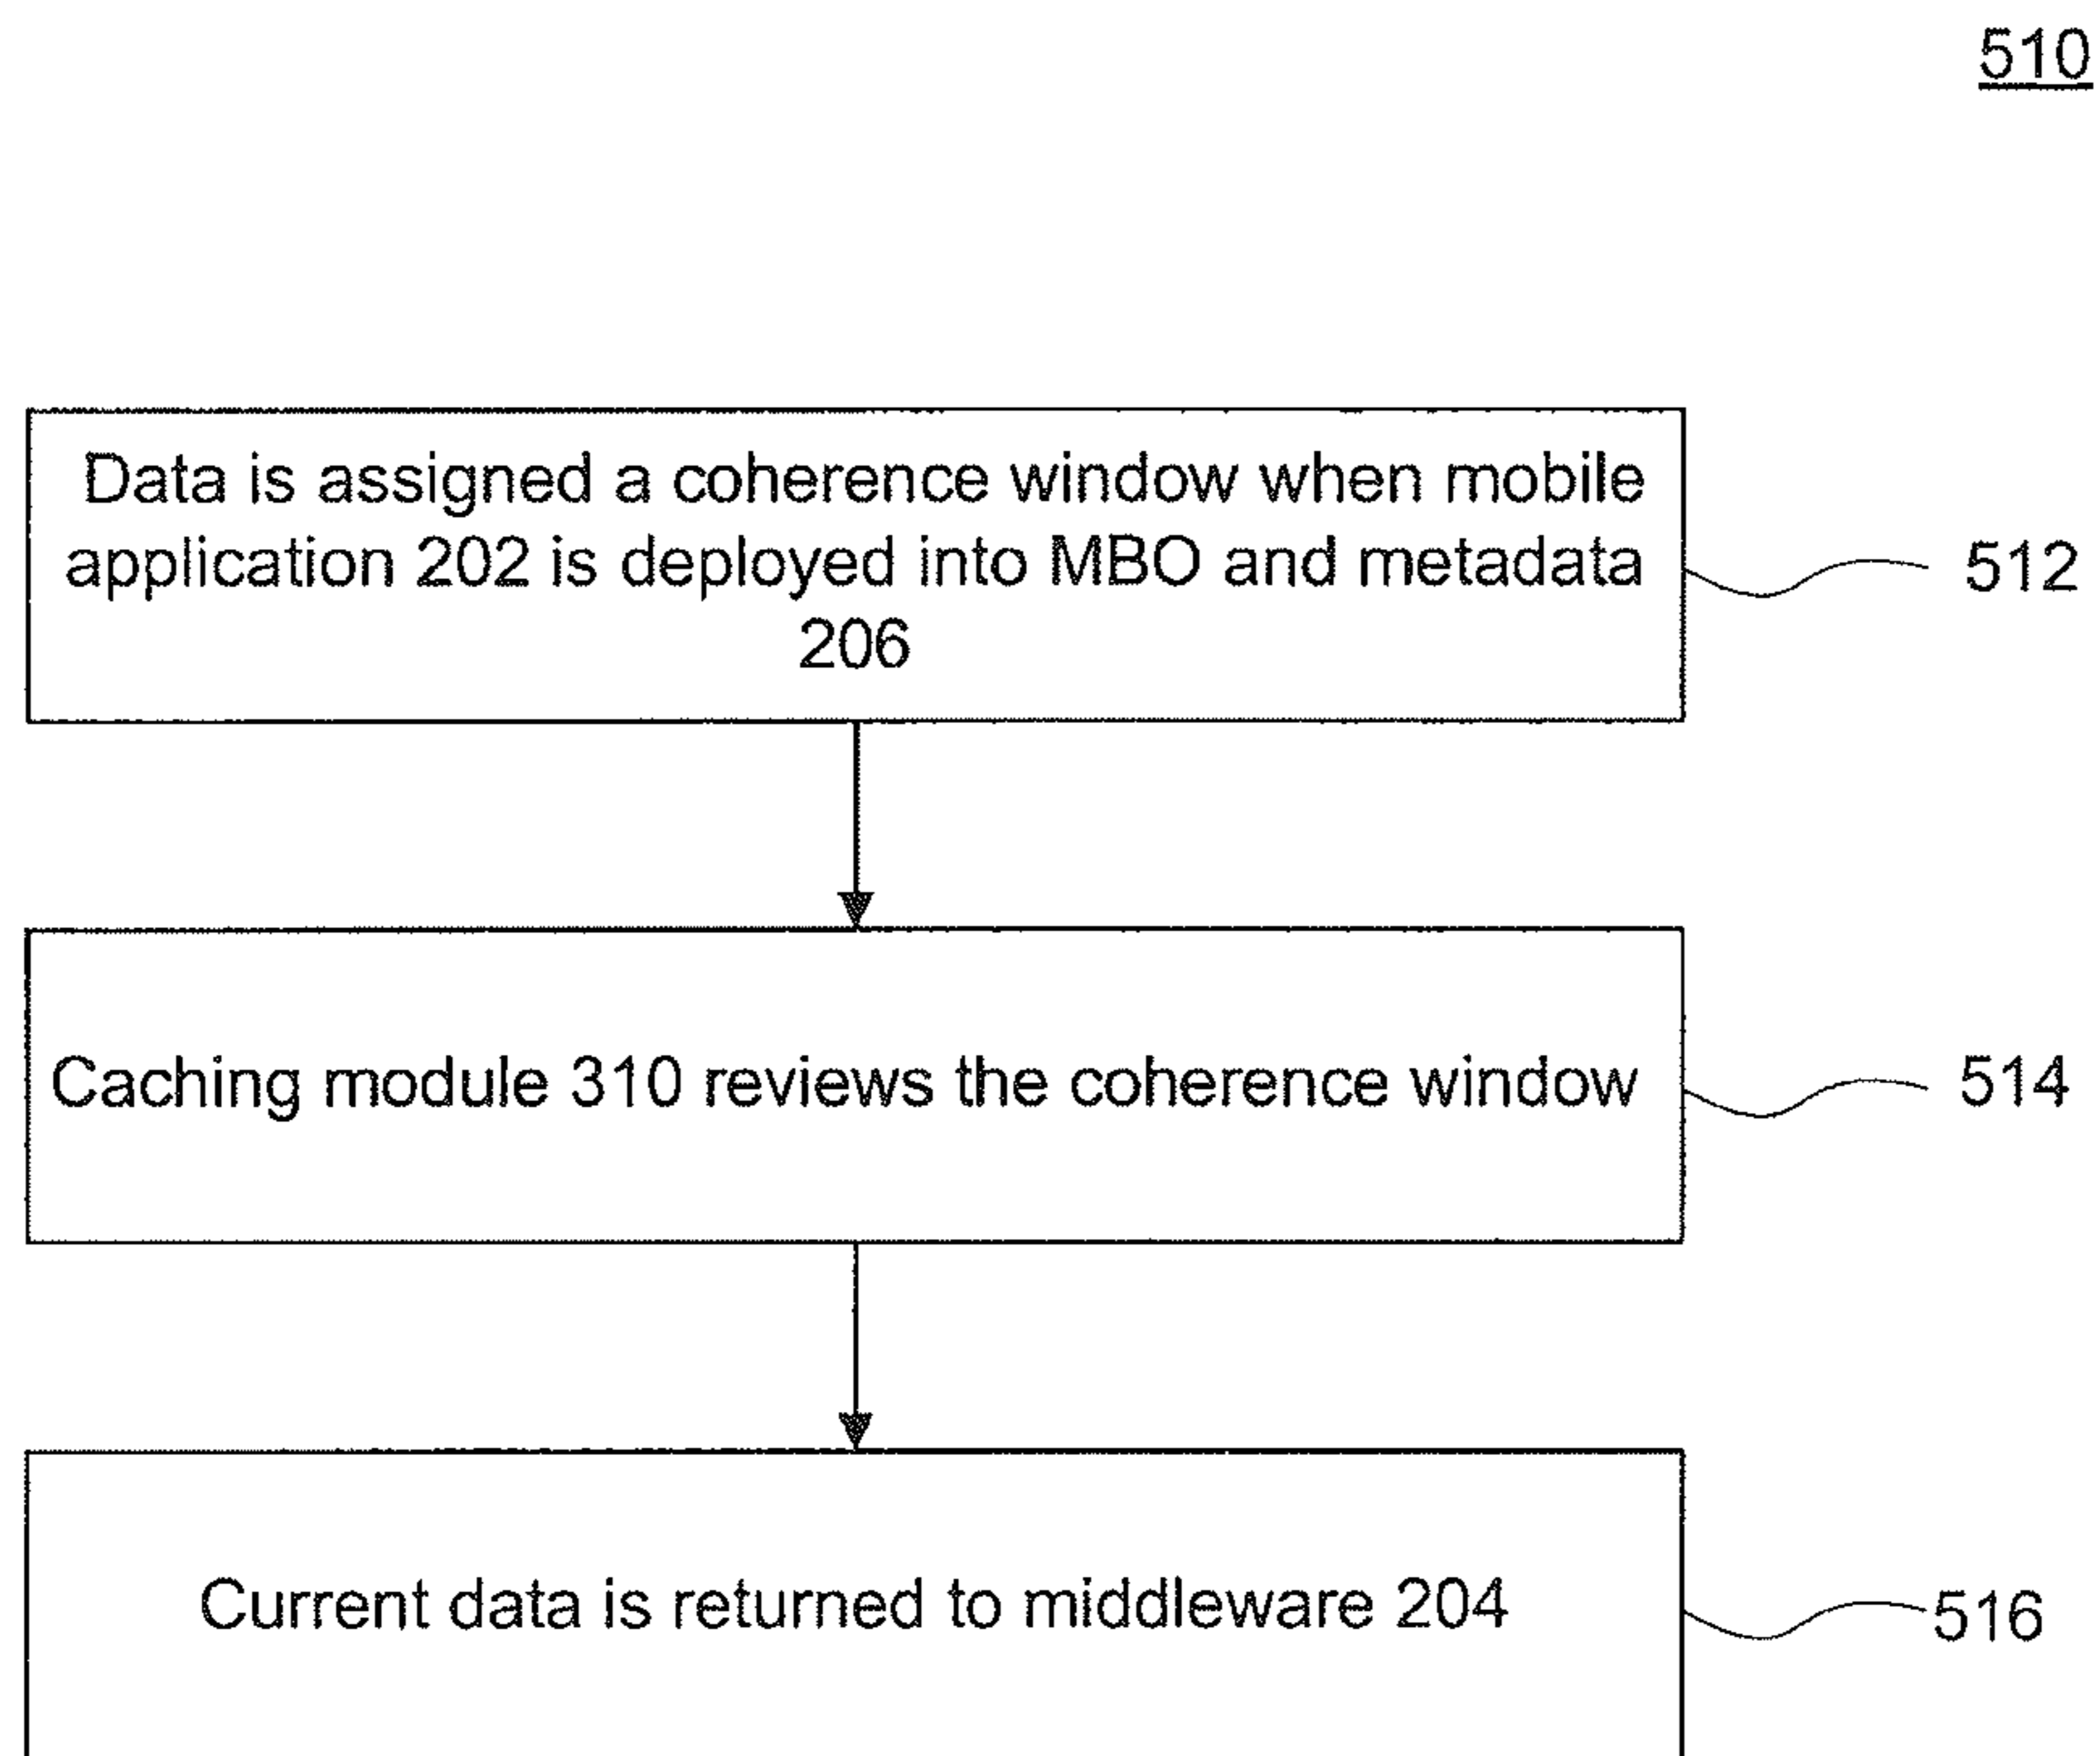 510
Data is assigned a coherence window when mobile
application 202 is deployed into MBO and metadata
206
512
Caching module 310 reviews the coherence window
514
Current data is returned to middleware 204
516